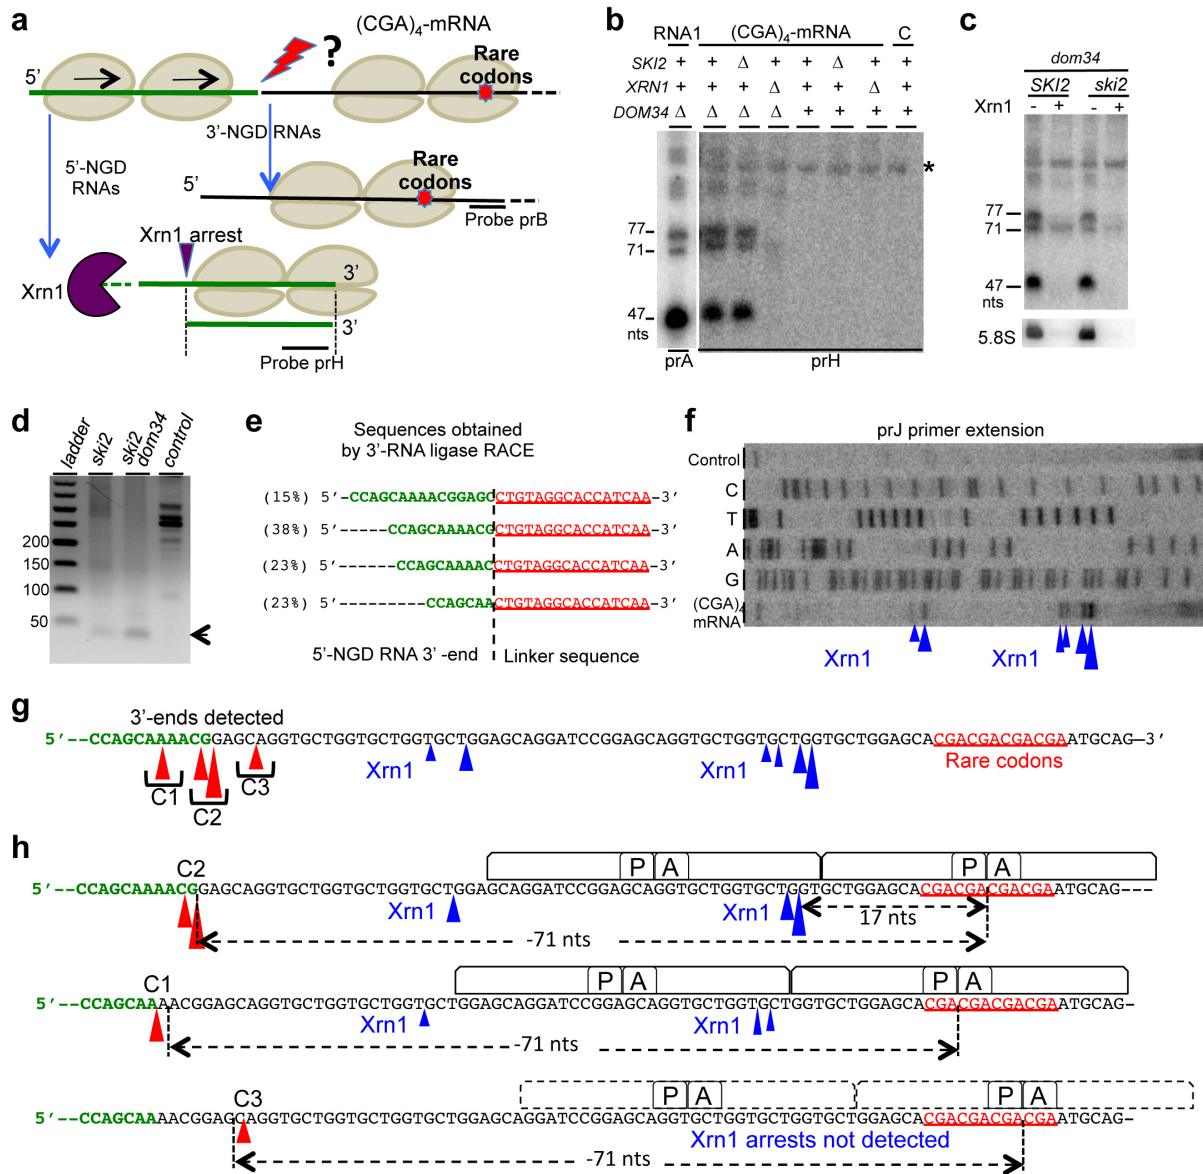 a
(CGA)4-mRNA
Rare
codons
?
5’
3’-NGD RNAs
5’-NGD
RNAs
Rare
codons
5’
Probe prB
Xrn1 arrest
Xrn1
3’
3’
Probe prH
b
RNA1 (CGA)4-mRNA C
SKI2 + + Δ + + Δ + +
XRN1 + + + Δ + + Δ +
DOM34 Δ Δ Δ Δ + + + +
*
77
71
47
nts
prA prH
c
dom34
SKI2 ski2
Xrn1 - + - +
77
71
47
nts
5.8S
d
ladder ski2 ski2 dom34 control
200
150
100
50
e
Sequences obtained
by 3’-RNA ligase RACE
(15%) 5’-CCAGCAAAACGGAGCCTGTAGGCACCATCAA-3’
(38%) 5’------CCAGCAAAACGCTGTAGGCACCATCAA-3’
(23%) 5’-------CCAGCAAAACCTGTAGGCACCATCAA-3’
(23%) 5’-----------CCAGCAACTGTAGGCACCATCAA-3’
5’-NGD RNA 3’-end Linker sequence
f
prJ primer extension
Control
C
T
A
G
(CGA)4
mRNA
Xrn1 Xrn1
g
3’-ends detected
5’--CCAGCAAAACGGAGCAGGTGCTGGTGCTGGTGCTGGAGCAGGATCCGGAGCAGGTGCTGGTGCTGGTGCTGGAGCACGACGACGACGAATGCAG—3’
C1 C2 C3 Xrn1 Xrn1 Rare codons
h
P A P A
C2
5’--CCAGCAAAACGGAGCAGGTGCTGGTGCTGGTGCTGGAGCAGGATCCGGAGCAGGTGCTGGTGCTGGTGCTGGAGCACGACGACGACGAATGCAG----
Xrn1 Xrn1 17 nts
-71 nts
P A P A
C1
5’--CCAGCAAAACGGAGCAGGTGCTGGTGCTGGTGCTGGAGCAGGATCCGGAGCAGGTGCTGGTGCTGGTGCTGGAGCACGACGACGACGAATGCAG–
Xrn1 Xrn1
-71 nts
P A P A
C3
5’--CCAGCAAAACGGAGCAGGTGCTGGTGCTGGTGCTGGAGCAGGATCCGGAGCAGGTGCTGGTGCTGGTGCTGGAGCACGACGACGACGAATGCAG–
Xrn1 arrests not detected
-71 nts